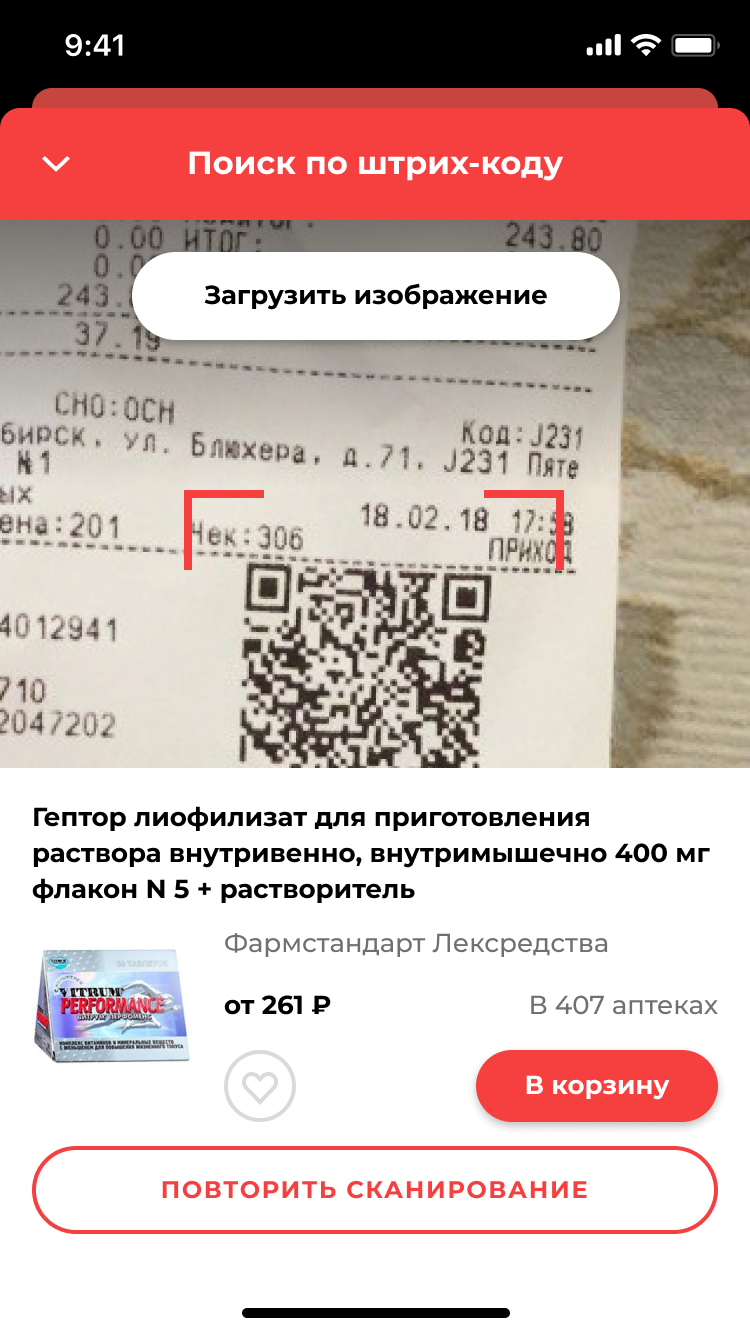 9:41
Поиск по штрих-коду
0.00 ИТОГ: 243.80
Загрузить изображение
243.
37.19
СНО:ОСН
Код:J231
бирск, ул. Блюхера, д.71, J231 Пяте
№1
ых
ена:201 Чек:306 18.02.18 17:58
ПРИХОД
4012941
710
2047202
Гептор лиофилизат для приготовления
раствора внутривенно, внутримышечно 400 мг
флакон N 5 + растворитель
Фармстандарт Лексредства
VITRUM
PERFORMANCE
от 261 ₽
В 407 аптеках
В корзину
ПОВТОРИТЬ СКАНИРОВАНИЕ